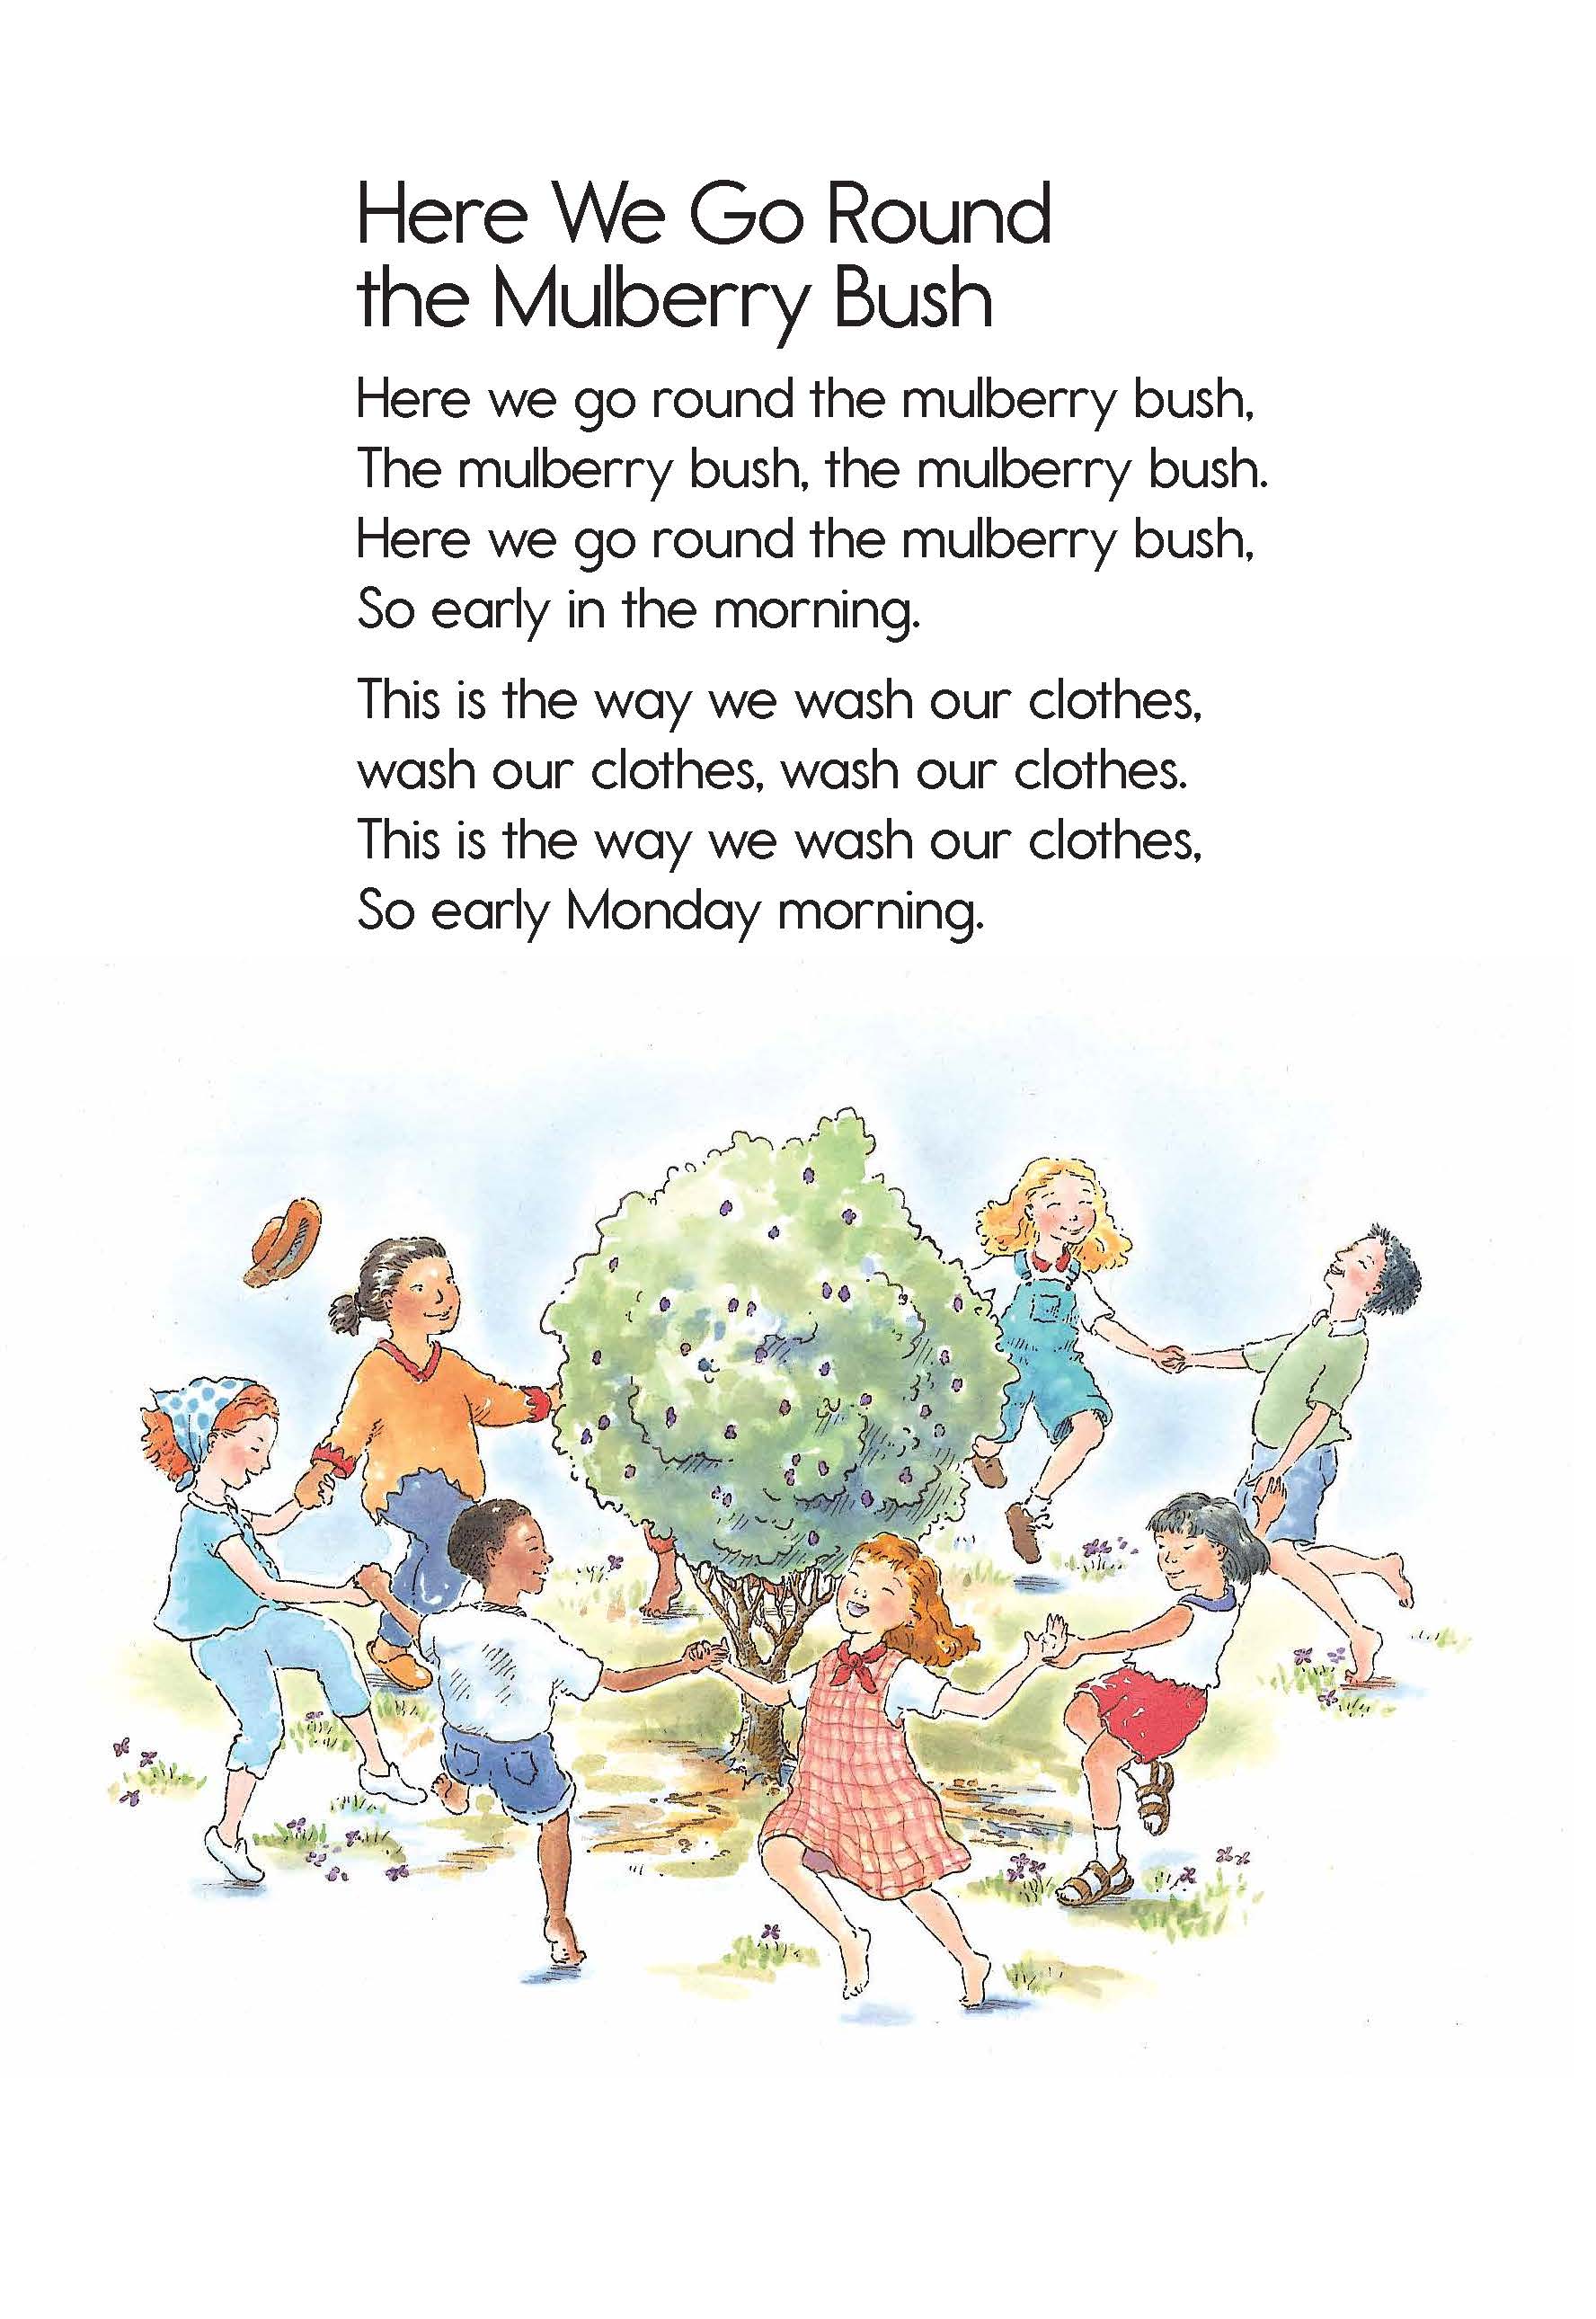 Here We Go Round
the Mulberry Bush
Here we go round the mulberry bush,
The mulberry bush, the mulberry bush.
Here we go round the mulberry bush,
So early in the morning.
This is the way we wash our clothes,
wash our clothes, wash our clothes.
This is the way we wash our clothes,
So early Monday morning.